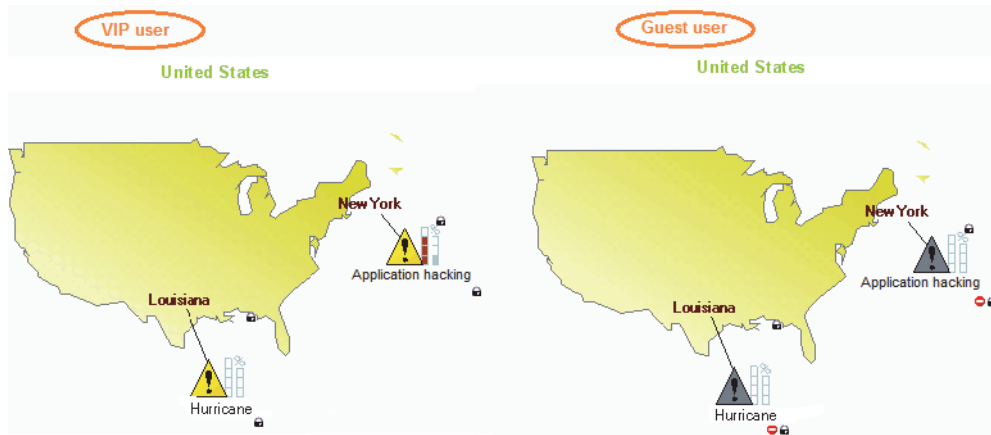 VIP user
United States
New York
%
Application hacking
Louisiana
%
Hurricane
Guest user
United States
New York
%
Application hacking
Louisiana
%
Hurricane